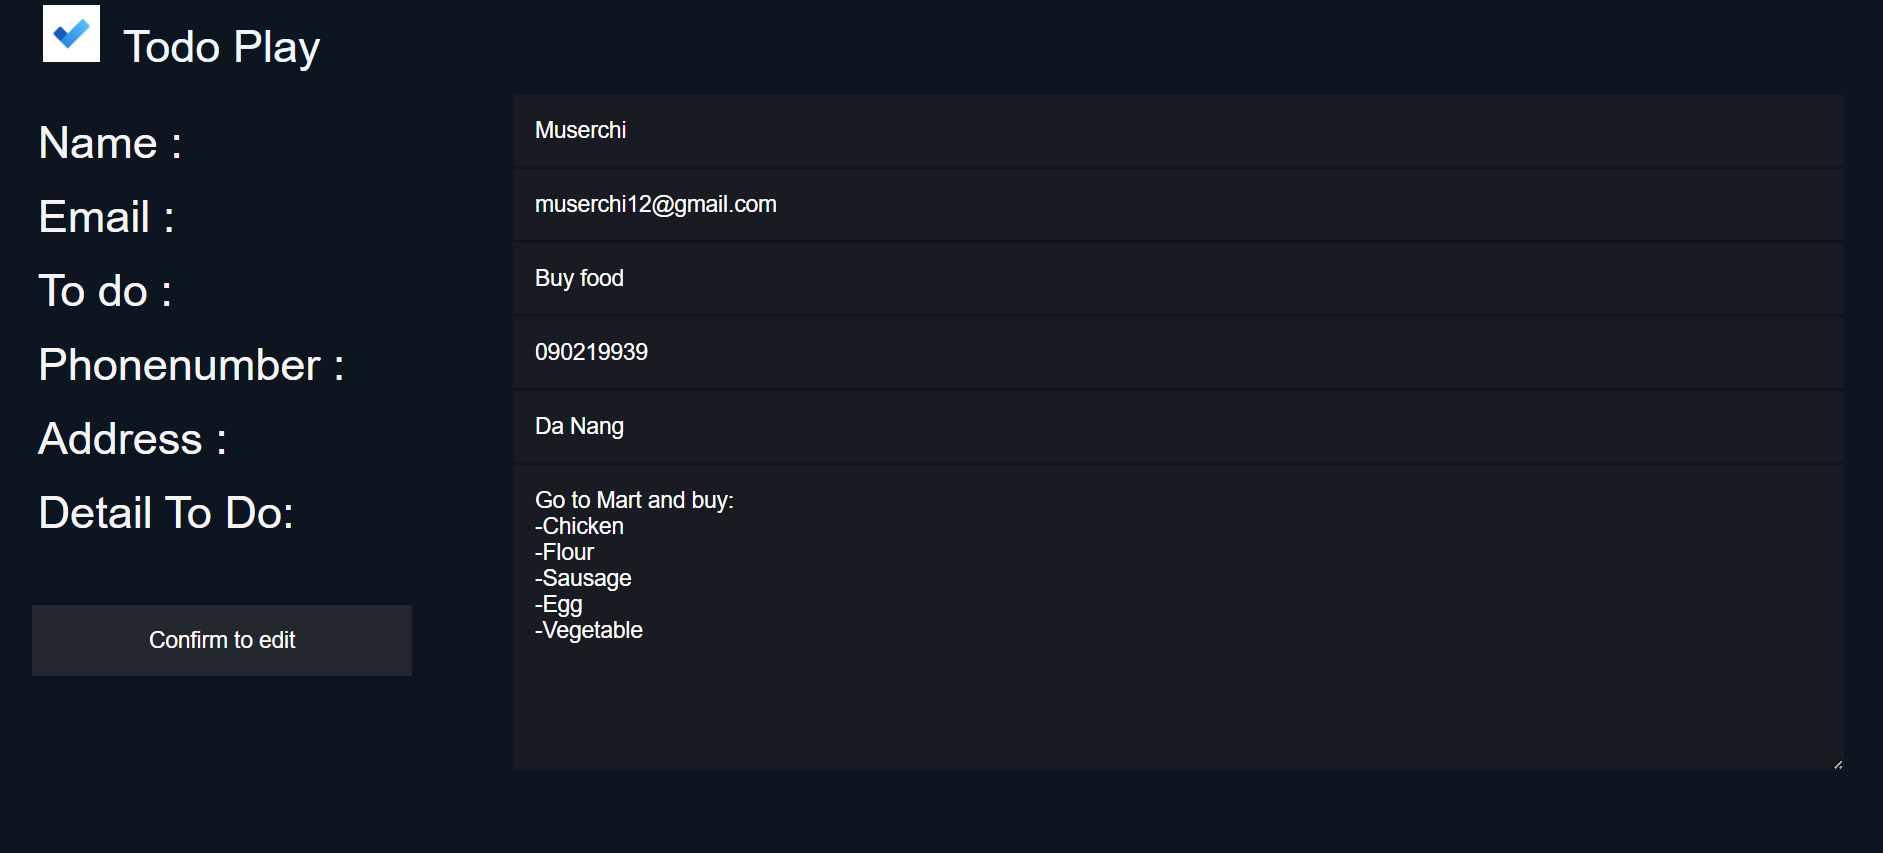 Todo Play
Name :
Muserchi
Email :
muserchi12@gmail.com
To do :
Buy food
Phonenumber :
090219939
Address :
Da Nang
Detail To Do:
Go to Mart and buy:
-Chicken
-Flour
-Sausage
-Egg
-Vegetable
Confirm to edit